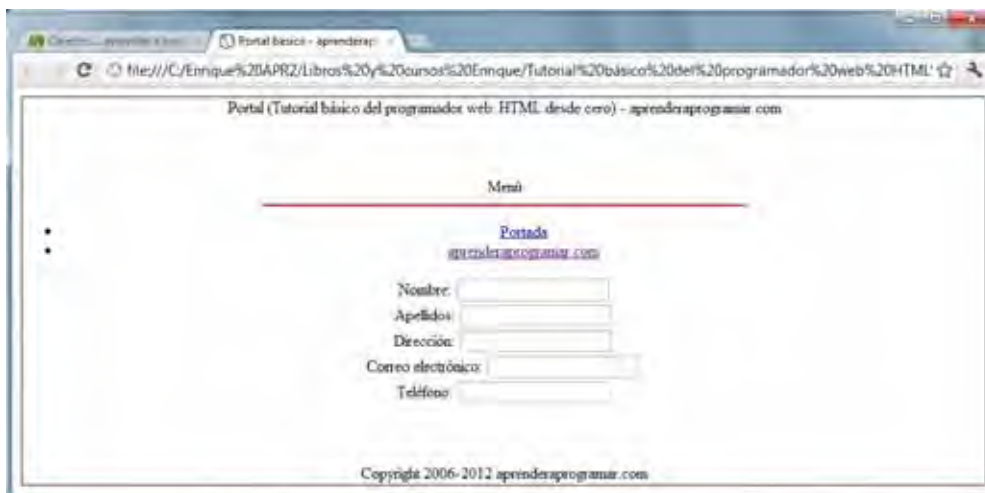 Portal basico - aprenderap
file:///C:/Enrique%20APR2/Libros%20y%20cursos%20Enrique/Tutorial%20básico%20del%20programador%20web%20HTML
Portal (Tutorial básico del programador web: HTML desde cero) - aprenderaprogramar.com
Menú
Portada
aprenderaprogramar.com
Nombre:
Apellidos:
Dirección:
Correo electrónico:
Teléfono:
Copyright 2006-2012 aprenderaprogramar.com